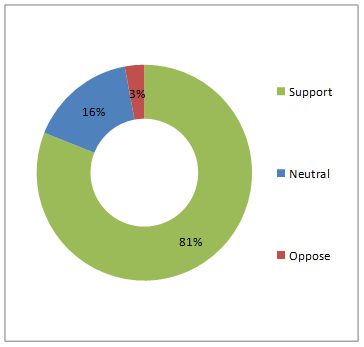 3%
16%
81%
Support
Neutral
Oppose